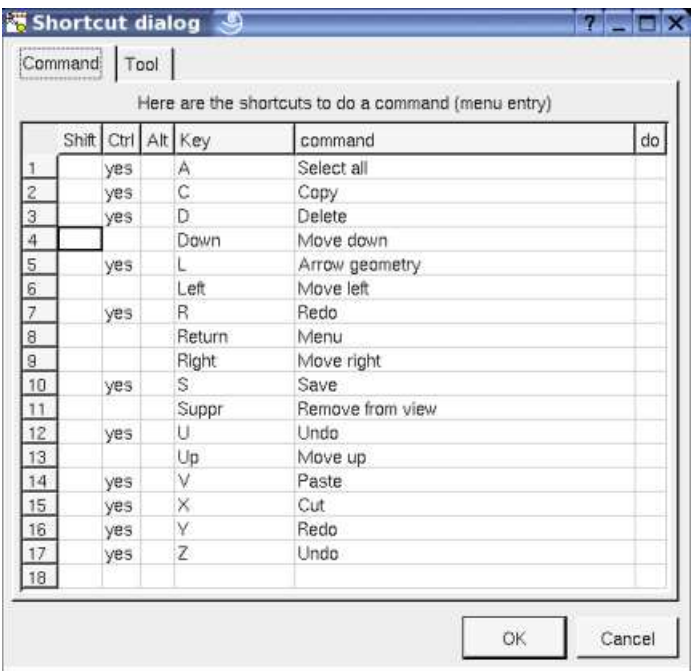 Shortcut dialog ? _ X
Command Tool
Here are the shortcuts to do a command (menu entry)
Shift Ctrl Alt Key command do
1 yes A Select all
2 yes C Copy
3 yes D Delete
4 Down Move down
5 yes L Arrow geometry
6 Left Move left
7 yes R Redo
8 Return Menu
9 Right Move right
10 yes S Save
11 Suppr Remove from view
12 yes U Undo
13 Up Move up
14 yes V Paste
15 yes X Cut
16 yes Y Redo
17 yes Z Undo
18
OK Cancel